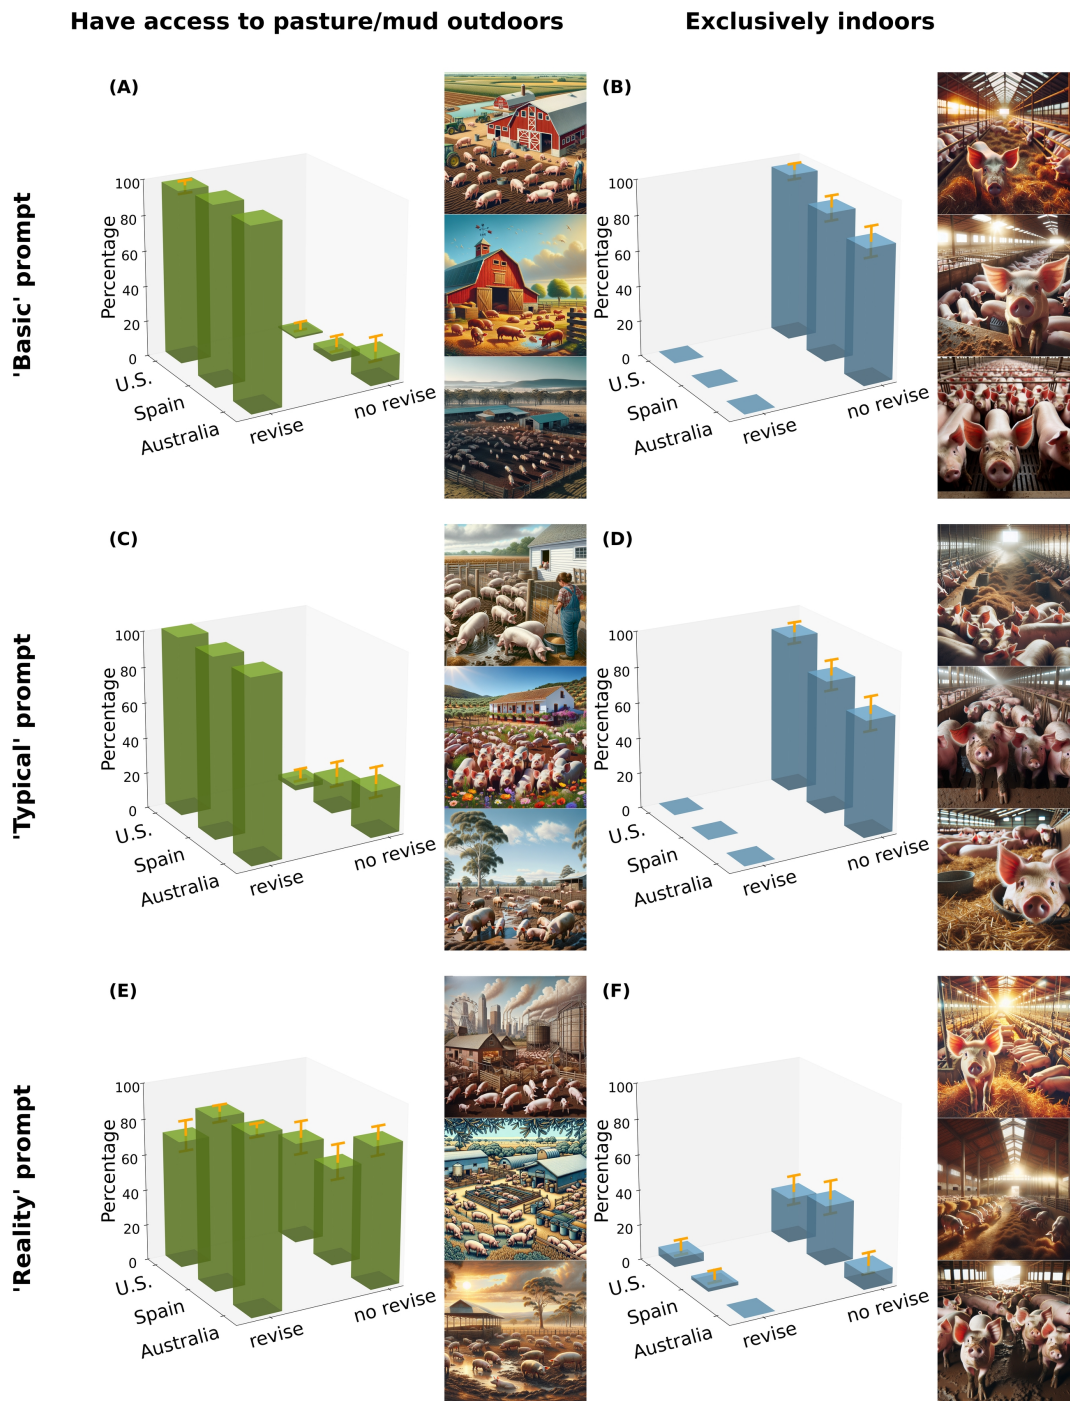 Have access to pasture/mud outdoors
Exclusively indoors
'Basic' prompt
(A)
Percentage
100
80
60
40
20
0
U.S.
Spain
Australia
revise
no revise
(B)
Percentage
100
80
60
40
20
0
U.S.
Spain
Australia
revise
no revise
'Typical' prompt
(C)
Percentage
100
80
60
40
20
0
U.S.
Spain
Australia
revise
no revise
(D)
Percentage
100
80
60
40
20
0
U.S.
Spain
Australia
revise
no revise
'Reality' prompt
(E)
Percentage
100
80
60
40
20
0
U.S.
Spain
Australia
revise
no revise
(F)
Percentage
100
80
60
40
20
0
U.S.
Spain
Australia
revise
no revise